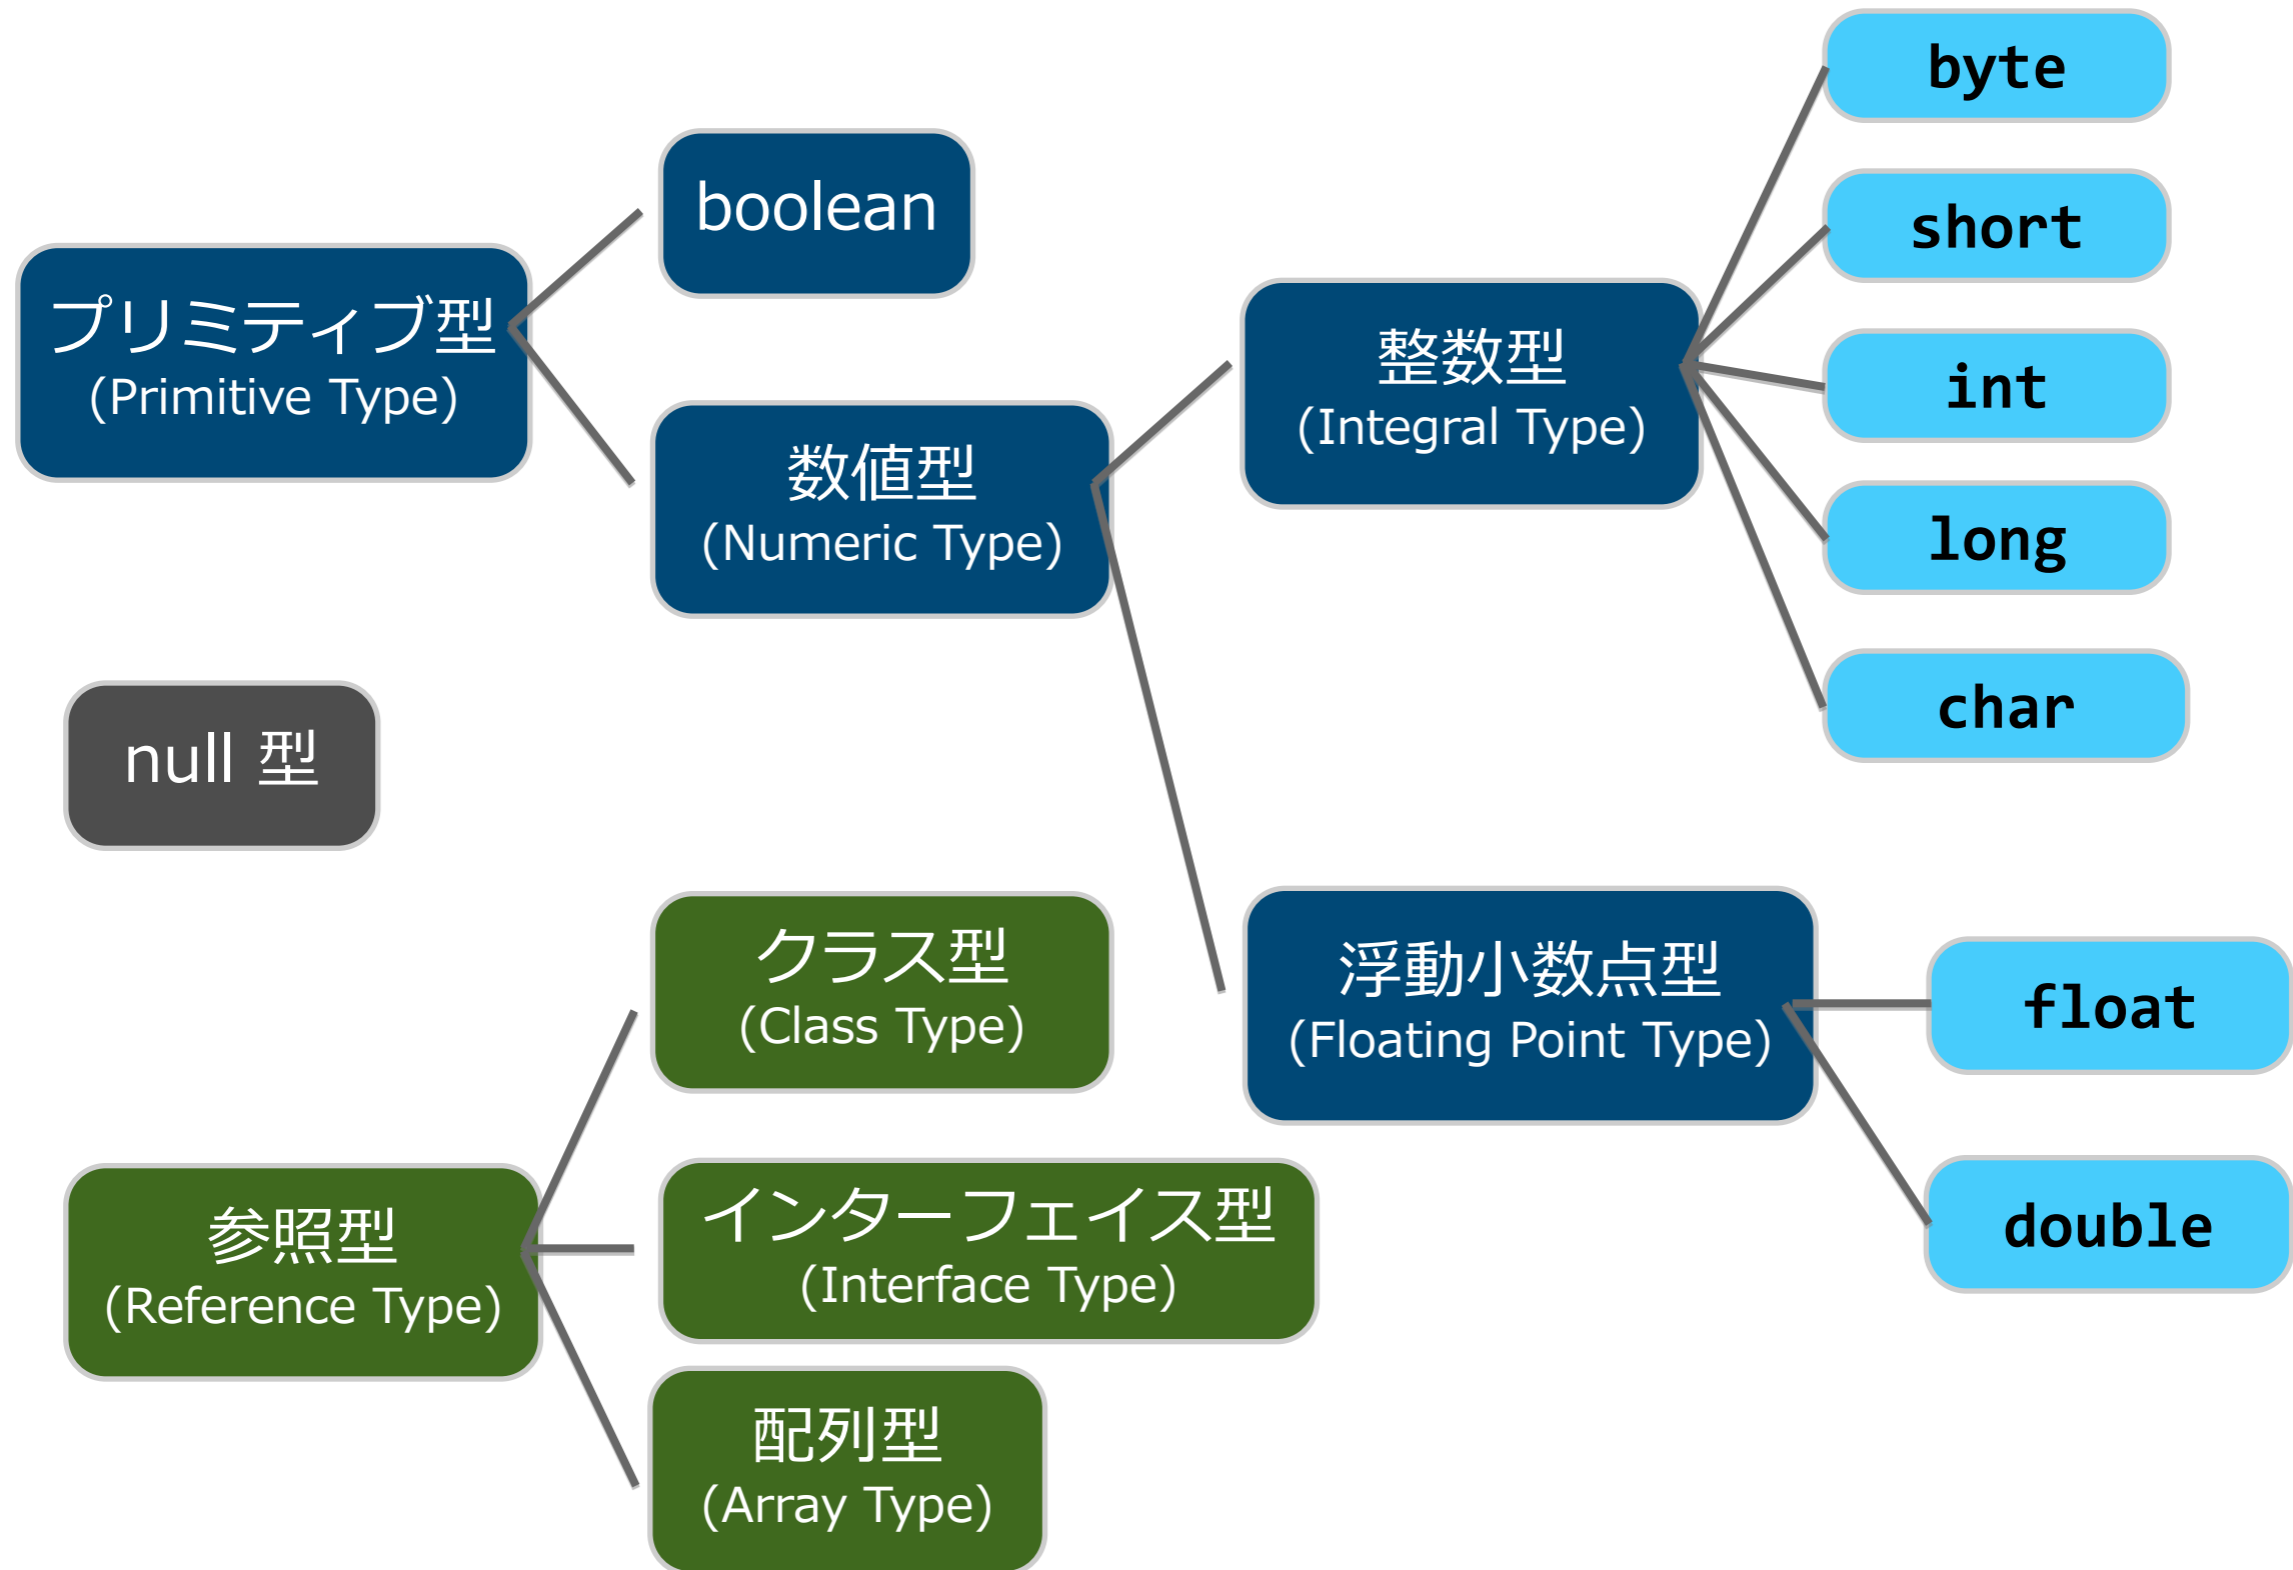 プリミティブ型
(Primitive Type)
boolean
数値型
(Numeric Type)
整数型
(Integral Type)
byte
short
int
long
char
浮動小数点型
(Floating Point Type)
float
double
null 型
参照型
(Reference Type)
クラス型
(Class Type)
インターフェイス型
(Interface Type)
配列型
(Array Type)